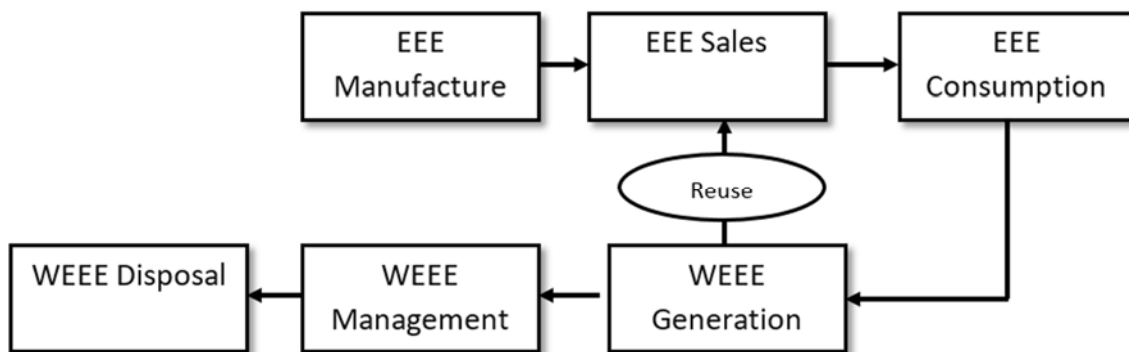 EEE
Manufacture
EEE Sales
EEE
Consumption
Reuse
WEEE Disposal
WEEE
Management
WEEE
Generation